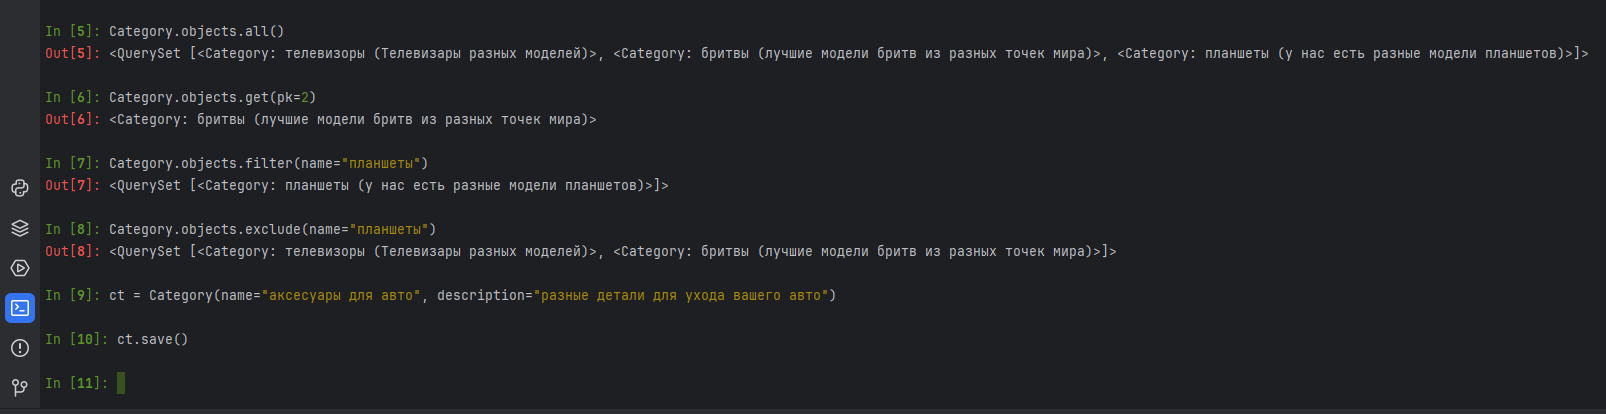 In [5]: Category.objects.all()
Out[5]: <QuerySet [<Category: телевизоры (Телевизары разных моделей)>, <Category: бритвы (лучшие модели бритв из разных точек мира)>, <Category: планшеты (у нас есть разные модели планшетов)>]>
In [6]: Category.objects.get(pk=2)
Out[6]: <Category: бритвы (лучшие модели бритв из разных точек мира)>
In [7]: Category.objects.filter(name="планшеты")
Out[7]: <QuerySet [<Category: планшеты (у нас есть разные модели планшетов)>]>
In [8]: Category.objects.exclude(name="планшеты")
Out[8]: <QuerySet [<Category: телевизоры (Телевизары разных моделей)>, <Category: бритвы (лучшие модели бритв из разных точек мира)>]>
In [9]: ct = Category(name="аксесуары для авто", description="разные детали для ухода вашего авто")
In [10]: ct.save()
In [11]: